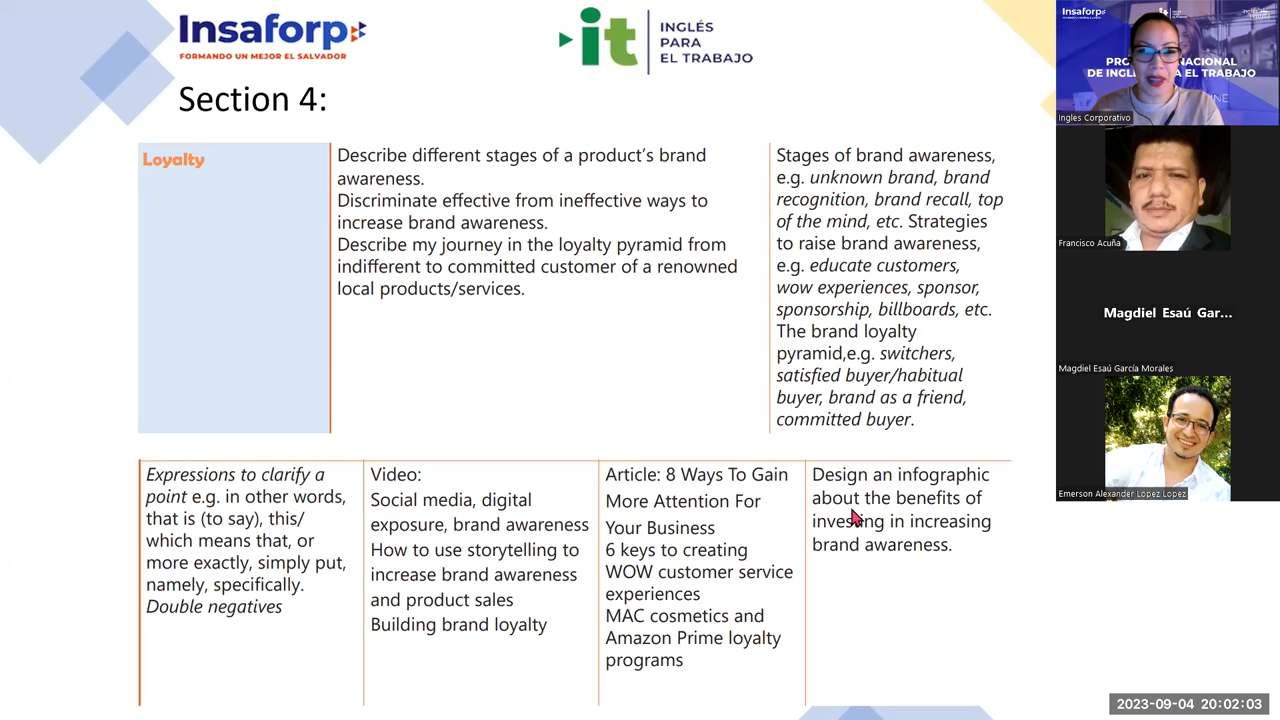 Insaforp
FORMANDO UN MEJOR EL SALVADOR
it
INGLÉS
PARA
EL TRABAJO
Section 4:
Loyalty
Describe different stages of a product's brand
awareness.
Discriminate effective from ineffective ways to
increase brand awareness.
Describe my journey in the loyalty pyramid from
indifferent to committed customer of a renowned
local products/services.
Stages of brand awareness,
e.g. unknown brand, brand
recognition, brand recall, top
of the mind, etc. Strategies
to raise brand awareness,
e.g. educate customers,
wow experiences, sponsor,
sponsorship, billboards, etc.
The brand loyalty
pyramid,e.g. switchers,
satisfied buyer/habitual
buyer, brand as a friend,
committed buyer.
Expressions to clarify a
point e.g. in other words,
that is (to say), this/
which means that, or
more exactly, simply put,
namely, specifically.
Double negatives
Video:
Social media, digital
exposure, brand awareness
How to use storytelling to
increase brand awareness
and product sales
Building brand loyalty
Article: 8 Ways To Gain
More Attention For
Your Business
6 keys to creating
WOW customer service
experiences
MAC cosmetics and
Amazon Prime loyalty
programs
Design an infographic
about the benefits of
investing in increasing
brand awareness.
Insaforp
it
Ingles Corporativo
Francisco Acuña
Magdiel Esaú Gar...
Magdiel Esaú García Morales
Emerson Alexander Lopez Lopez
2023-09-04 20:02:03